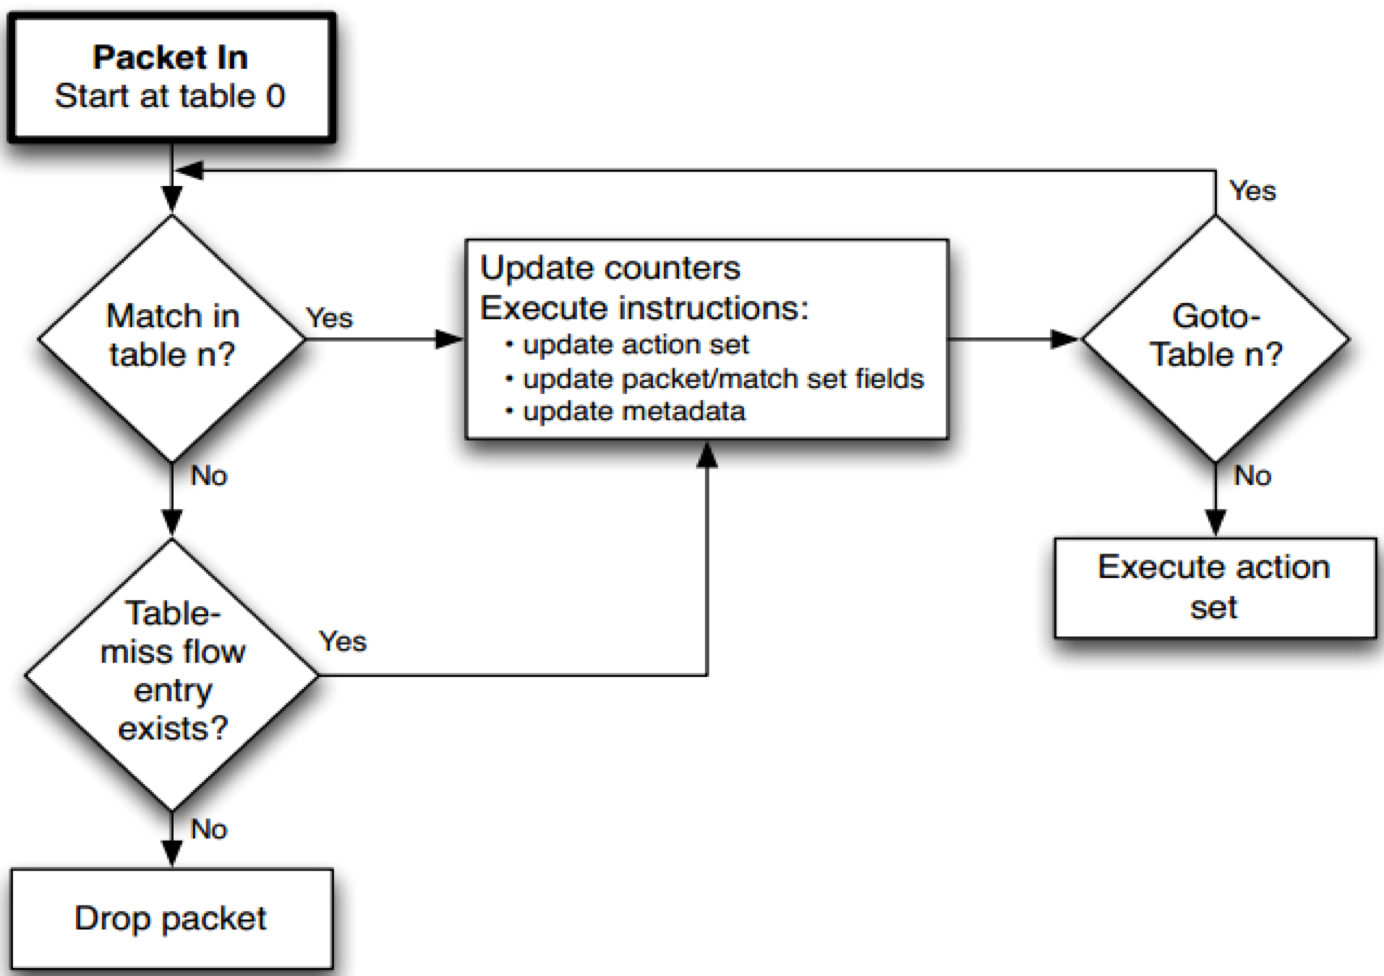 Packet In
Start at table 0
Yes
Match in
table n?
Yes
Update counters
Execute instructions:
• update action set
• update packet/match set fields
• update metadata
Goto-
Table n?
No
No
Execute action
set
Table-
miss flow
entry
exists?
Yes
No
Drop packet